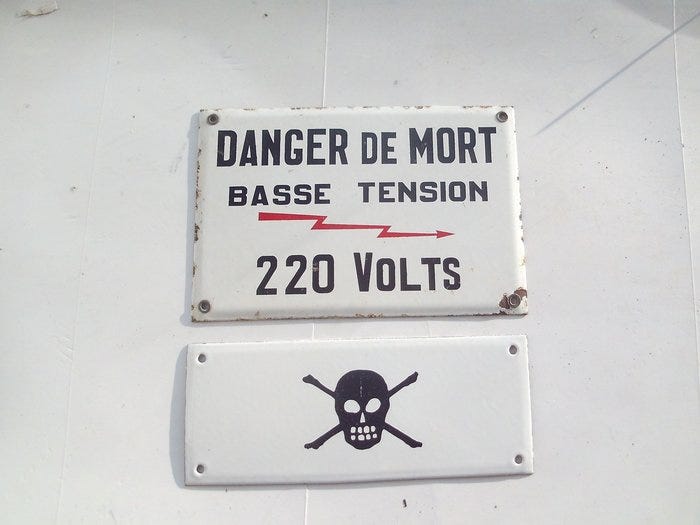 DANGER DE MORT
BASSE TENSION
220 VOLTS